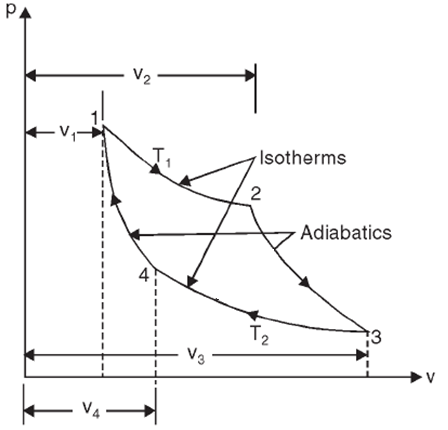 p
v₂
1
v₁
T₁
Isotherms
2
Adiabatics
4
T₂
3
v₃
v
v₄